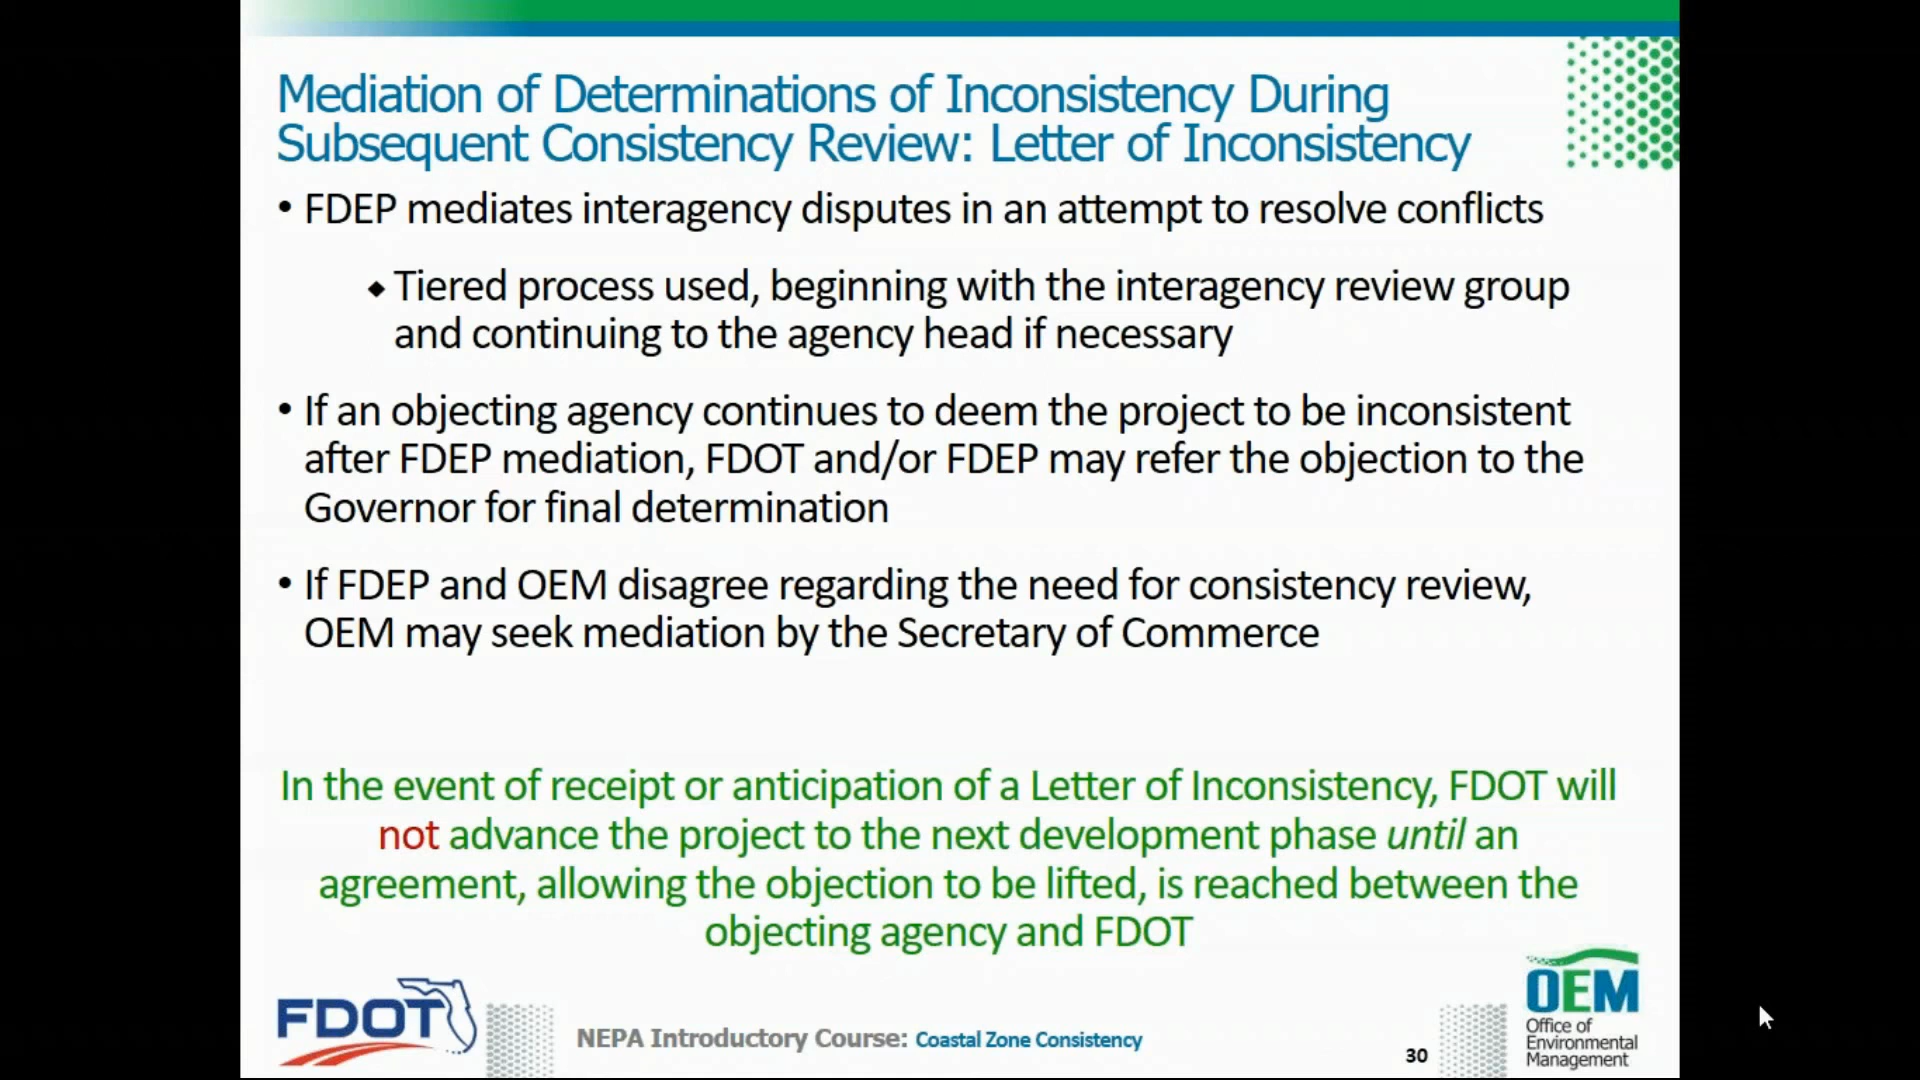 Mediation of Determinations of Inconsistency During
Subsequent Consistency Review: Letter of Inconsistency
• FDEP mediates interagency disputes in an attempt to resolve conflicts
◆ Tiered process used, beginning with the interagency review group
and continuing to the agency head if necessary
• If an objecting agency continues to deem the project to be inconsistent
after FDEP mediation, FDOT and/or FDEP may refer the objection to the
Governor for final determination
• If FDEP and OEM disagree regarding the need for consistency review,
OEM may seek mediation by the Secretary of Commerce
In the event of receipt or anticipation of a Letter of Inconsistency, FDOT will
not advance the project to the next development phase until an
agreement, allowing the objection to be lifted, is reached between the
objecting agency and FDOT
FDOT
NEPA Introductory Course: Coastal Zone Consistency
30
OEM
Office of
Environmental
Management